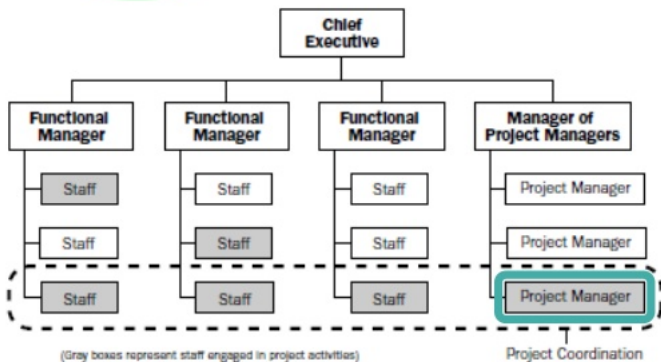 Chief
Executive
Functional
Manager
Functional
Manager
Functional
Manager
Manager of
Project Managers
Staff
Staff
Staff
Project Manager
Staff
Staff
Staff
Project Manager
Staff
Staff
Staff
Project Manager
(Gray boxes represent staff engaged in project activities)
Project Coordination